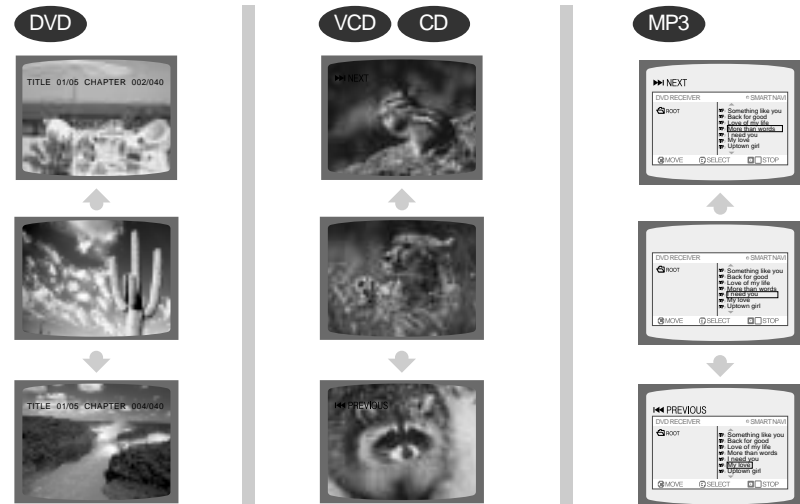 DVD
TITLE 01/05 CHAPTER 002/040
TITLE 01/05 CHAPTER 004/040
VCD CD
NEXT
PREVIOUS
MP3
NEXT
DVD RECEIVER SMART NAVI
ROOT
Something like you
Back for good
Love of my life
More than words
I need you
My love
Uptown girl
MOVE SELECT STOP
DVD RECEIVER SMART NAVI
ROOT
Something like you
Back for good
Love of my life
More than words
I need you
My love
Uptown girl
MOVE SELECT STOP
PREVIOUS
DVD RECEIVER SMART NAVI
ROOT
Something like you
Back for good
Love of my life
More than words
I need you
My love
Uptown girl
MOVE SELECT STOP